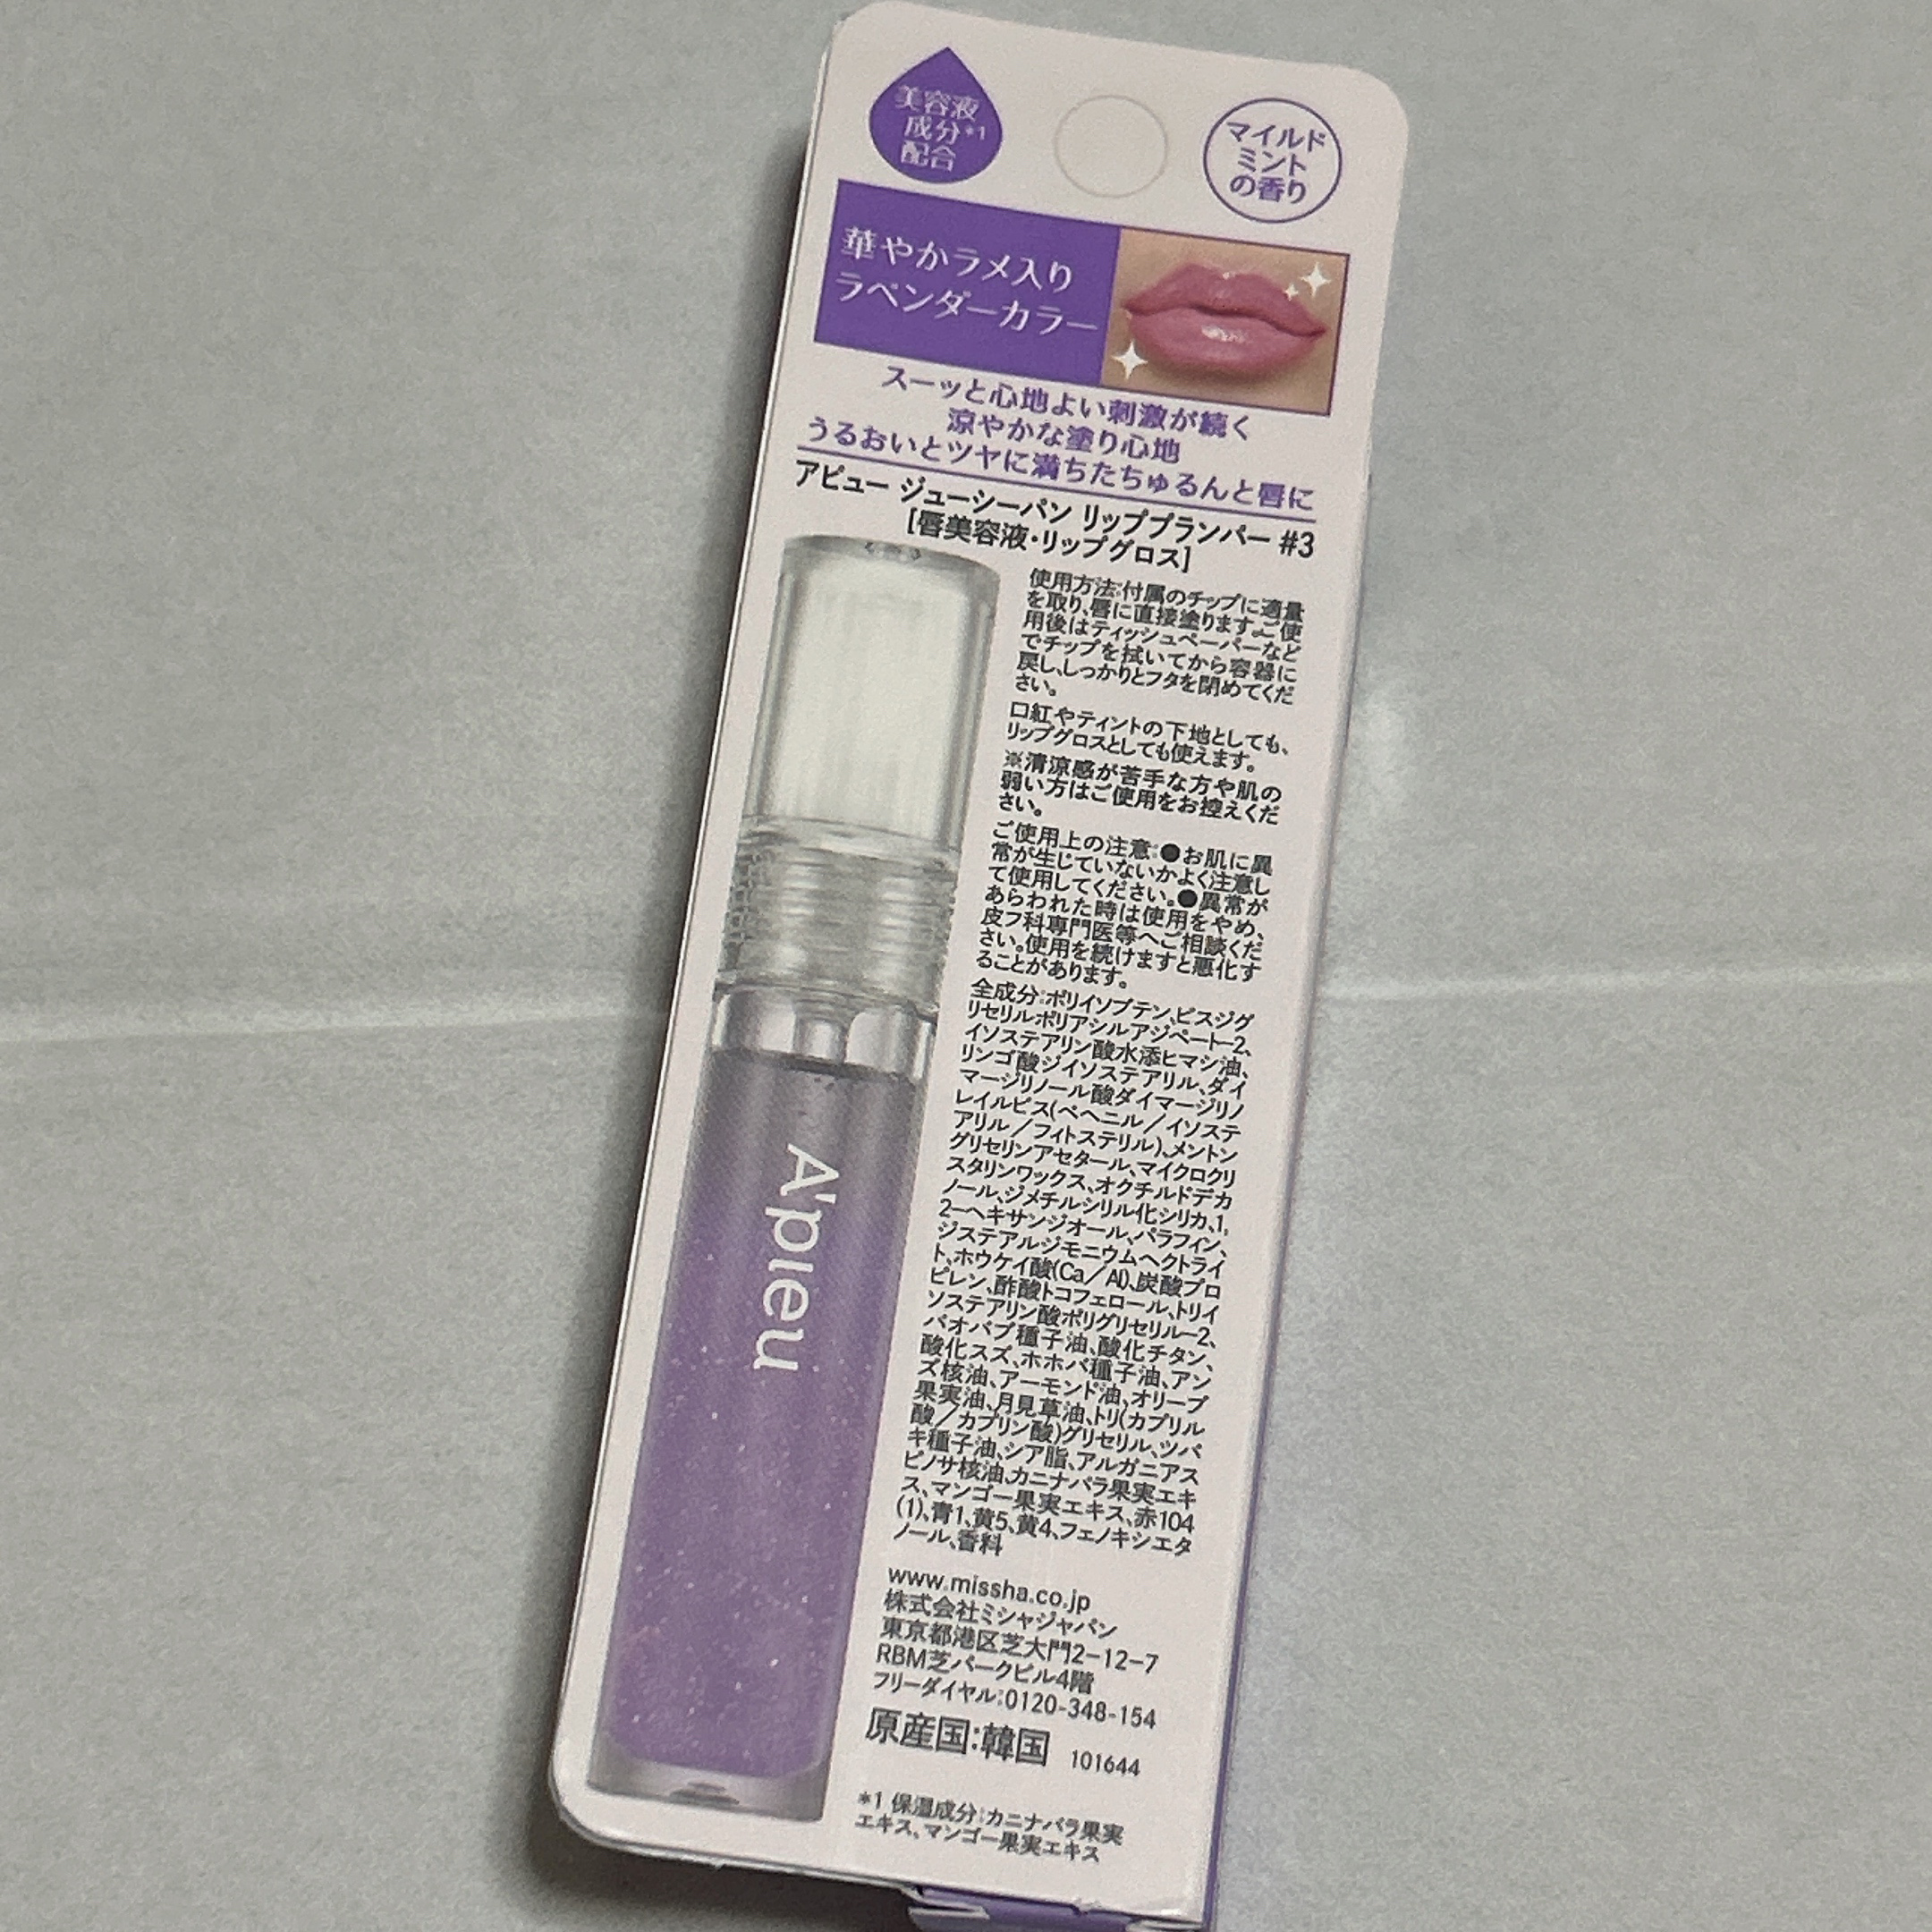 美容液
成分*1
配合
マイルド
ミント
の香り
華やかラメ入り
ラベンダーカラー
スーッと心地よい刺激が続く
涼やかな塗り心地
うるおいとツヤに満ちたちゅるんと唇に
アピュー ジューシーパン リッププランパー #3
[唇美容液・リップグロス]
使用方法:付属のチップに適量
を取り、唇に直接塗ります。ご使
用後はティッシュペーパーなど
でチップを拭いてから容器に
戻し、しっかりとフタを閉めてくだ
さい。
口紅やティントの下地としても、
リップグロスとしても使えます。
※清涼感が苦手な方や肌の
弱い方はご使用をお控えくだ
さい。
ご使用上の注意:●お肌に異
常が生じていないかよく注意し
て使用してください。●異常が
あらわれた時は使用をやめ、
皮フ科専門医等へご相談くだ
さい。使用を続けますと悪化す
ることがあります。
全成分:ポリイソブテン、ビスジグ
リセリルポリアシルアジペート-2、
イソステアリン酸水添ヒマシ油、
リンゴ酸ジイソステアリル、ダイ
マージリノール酸ダイマージリノ
レイルビス(ベヘニル/イソステ
アリル/フィトステリル)、メントン
グリセリンアセタール、マイクロクリ
スタリンワックス、オクチルドデカ
ノール、ジメチルシリル化シリカ、1,
2-ヘキサンジオール、パラフィン、
ジステアルジモニウムヘクトライ
ト、ホウケイ酸(Ca/Al)、炭酸プロ
ピレン、酢酸トコフェロール、トリイ
ソステアリン酸ポリグリセリル-2、
バオバブ種子油、酸化チタン、
酸化スズ、ホホバ種子油、アン
ズ核油、アーモンド油、オリーブ
果実油、月見草油、トリ(カプリル
酸/カプリン酸)グリセリル、ツバ
キ種子油、シア脂、アルガニアス
ピノサ核油、カニナバラ果実エキ
ス、マンゴー果実エキス、赤104
(1)、青1、黄5、黄4、フェノキシエタ
ノール、香料
A'pieu
www.missha.co.jp
株式会社ミシャジャパン
東京都港区芝大門2-12-7
RBM芝パークビル4階
フリーダイヤル:0120-348-154
原産国:韓国 101644
*1 保湿成分:カニナバラ果実
エキス、マンゴー果実エキス